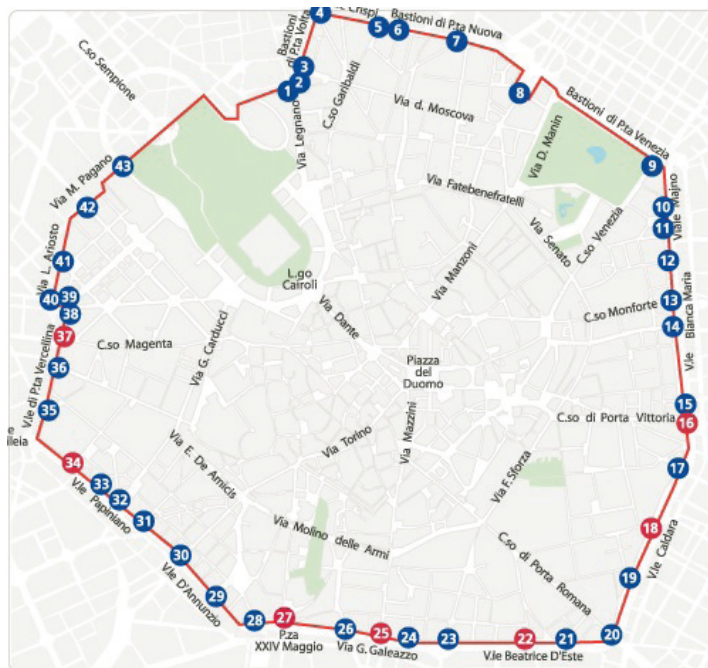 4
5
6
7
Crispi
Bastioni di P.ta Nuova
Bastioni
di P.ta Volta
C.so Sempione
3
2
1
8
C.so Garibaldi
Via d. Moscova
Bastioni di P.ta Venezia
Via Legnano
Via D. Manin
43
9
Via M. Pagano
Via Fatebenefratelli
42
10
11
Viale Majno
Via Senato
C.so Venezia
Via L. Ariosto
41
12
Via Manzoni
L.go
Cairoli
40
39
38
13
14
C.so Monforte
V.le Bianca Maria
Via Dante
37
C.so Magenta
Via G. Carducci
V.le di P.ta Vercellina
36
Piazza
del
Duomo
35
15
16
C.so di Porta Vittoria
Via Mazzini
Via Torino
lleia
34
17
Via E. De Amicis
Via F. Sforza
33
32
31
V.le Papiniano
18
Via Molino delle Armi
V.le Caldara
30
C.so di Porta Romana
29
19
V.le D'Annunzio
28
27
26
25
24
23
22
21
20
P.za
XXIV Maggio
Via G. Galeazzo
V.le Beatrice D'Este